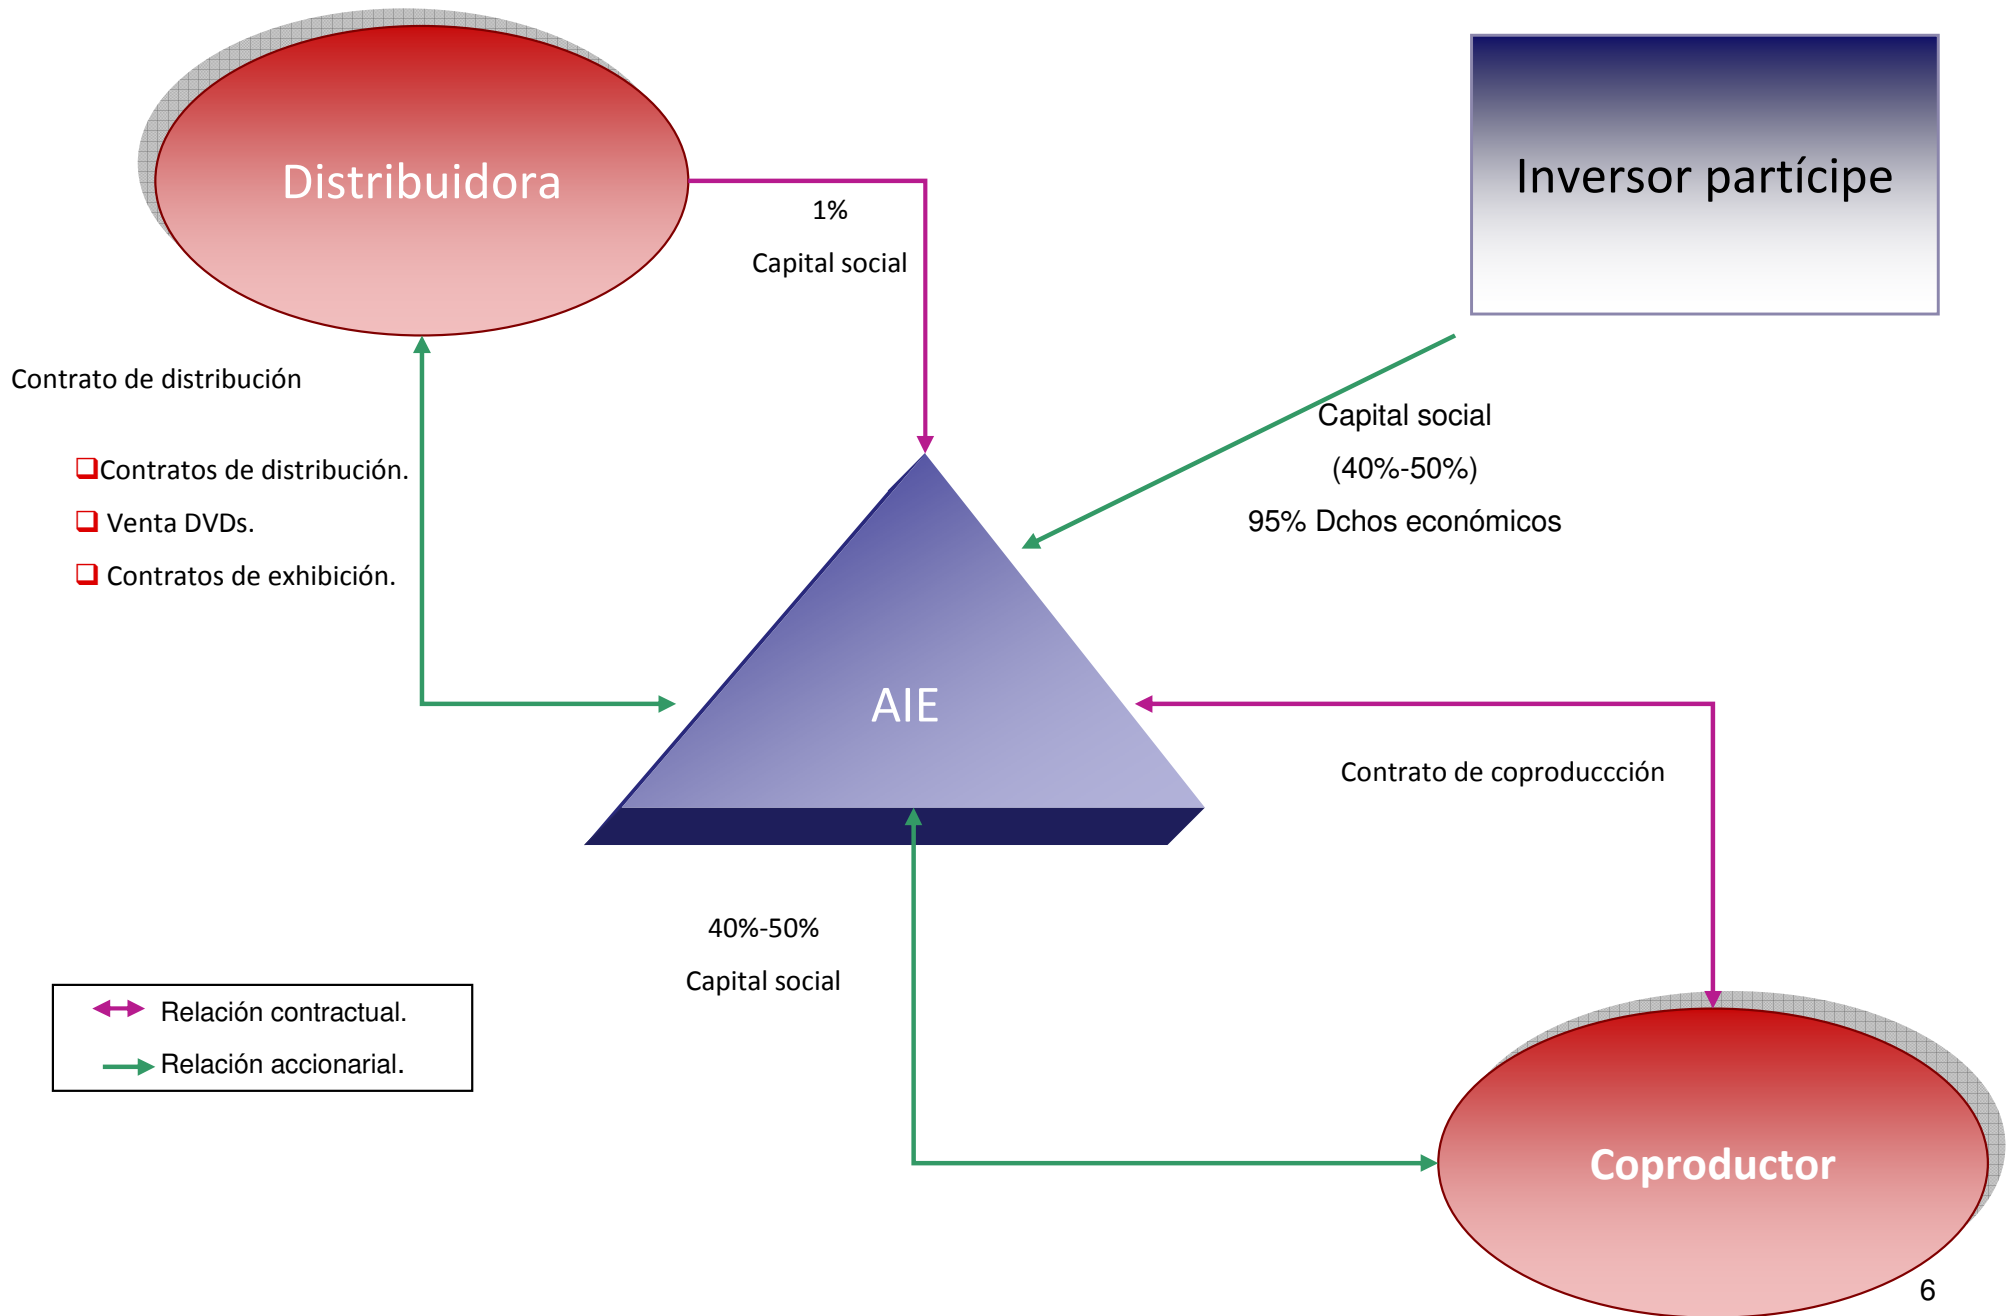 Distribuidora
Inversor partícipe
1%
Capital social
Contrato de distribución
Contratos de distribución.
Venta DVDs.
Contratos de exhibición.
Capital social
(40%-50%)
95% Dchos económicos
AIE
Contrato de coproduccción
40%-50%
Capital social
Relación contractual.
Relación accionarial.
Coproductor
6